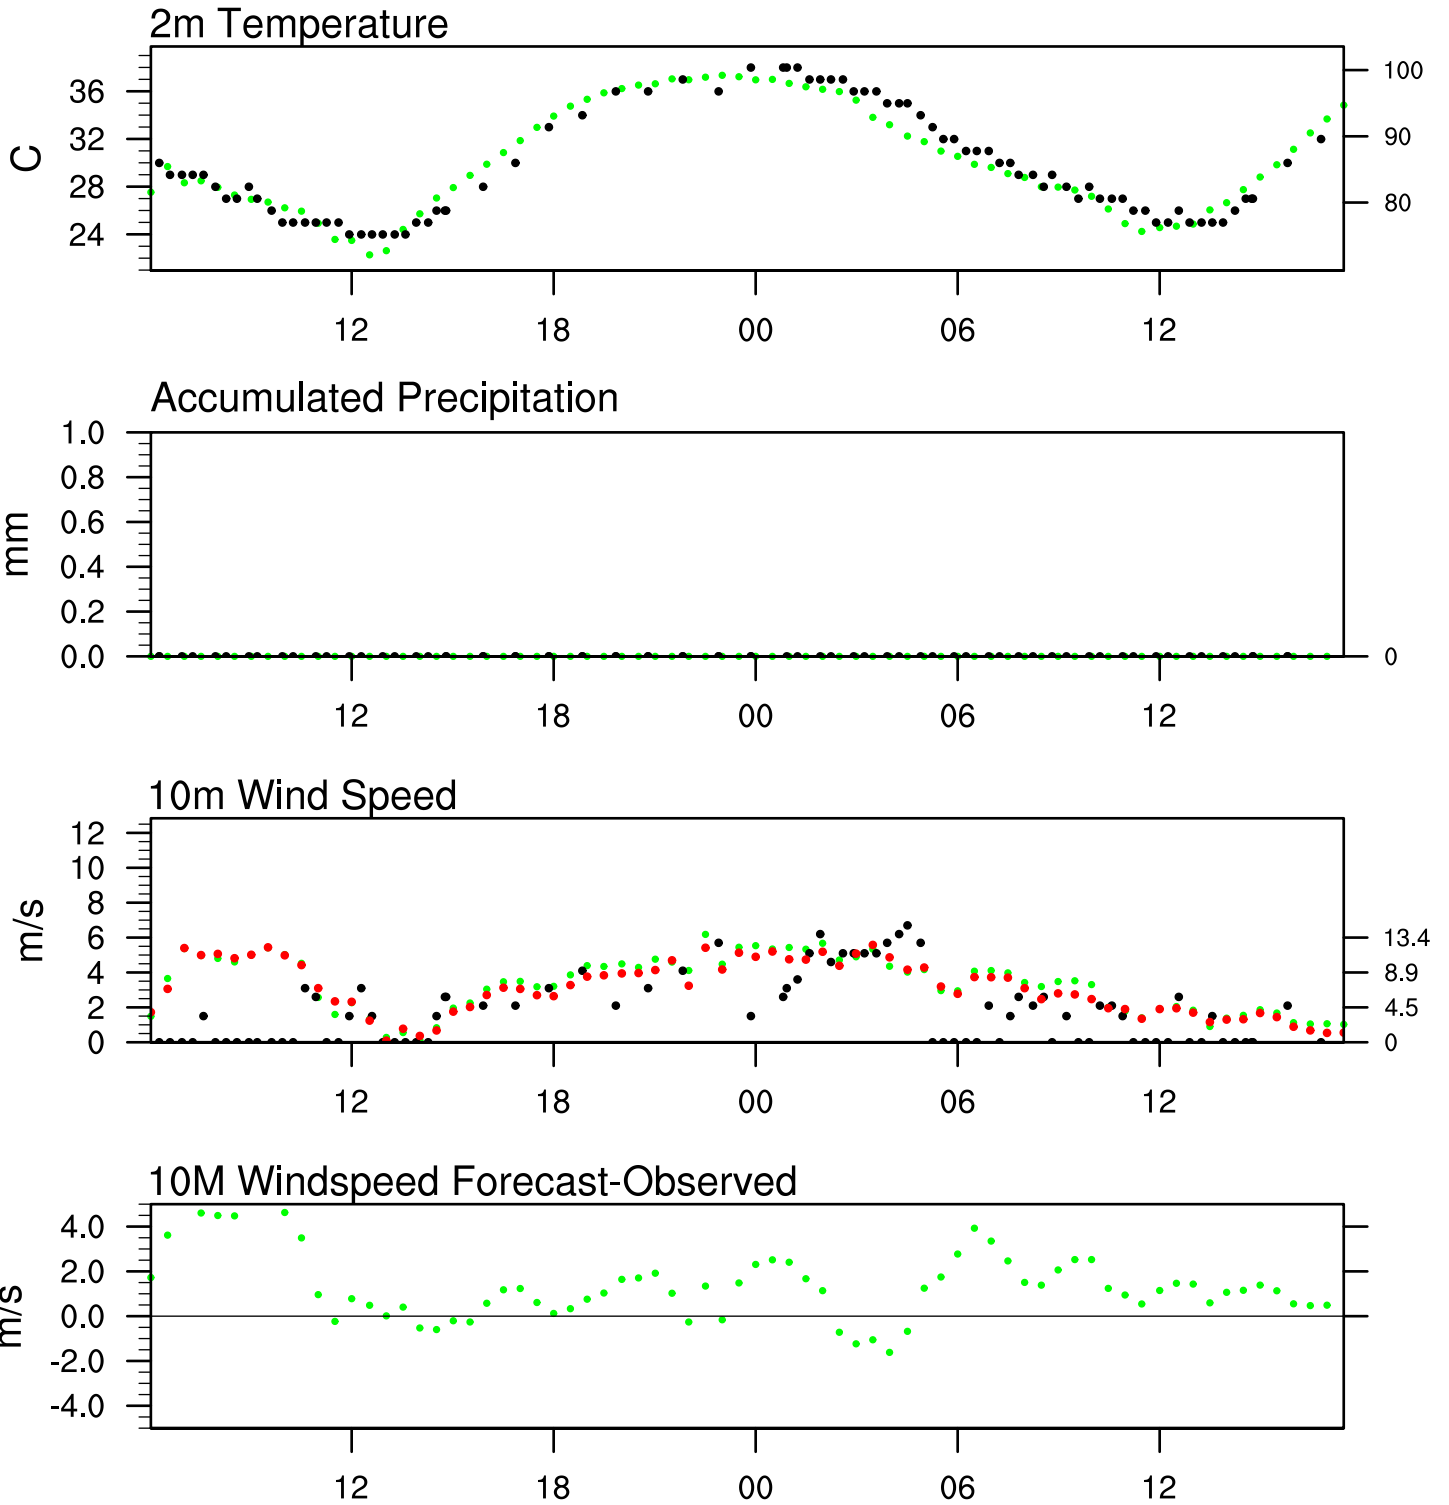 2m Temperature
36
32
28
24
C
100
90
80
12 18 00 06 12
Accumulated Precipitation
1.0
0.8
0.6
0.4
0.2
0.0
mm
0
12 18 00 06 12
10m Wind Speed
12
10
8
6
4
2
0
m/s
13.4
8.9
4.5
0
12 18 00 06 12
10M Windspeed Forecast-Observed
4.0
2.0
0.0
-2.0
-4.0
m/s
12 18 00 06 12